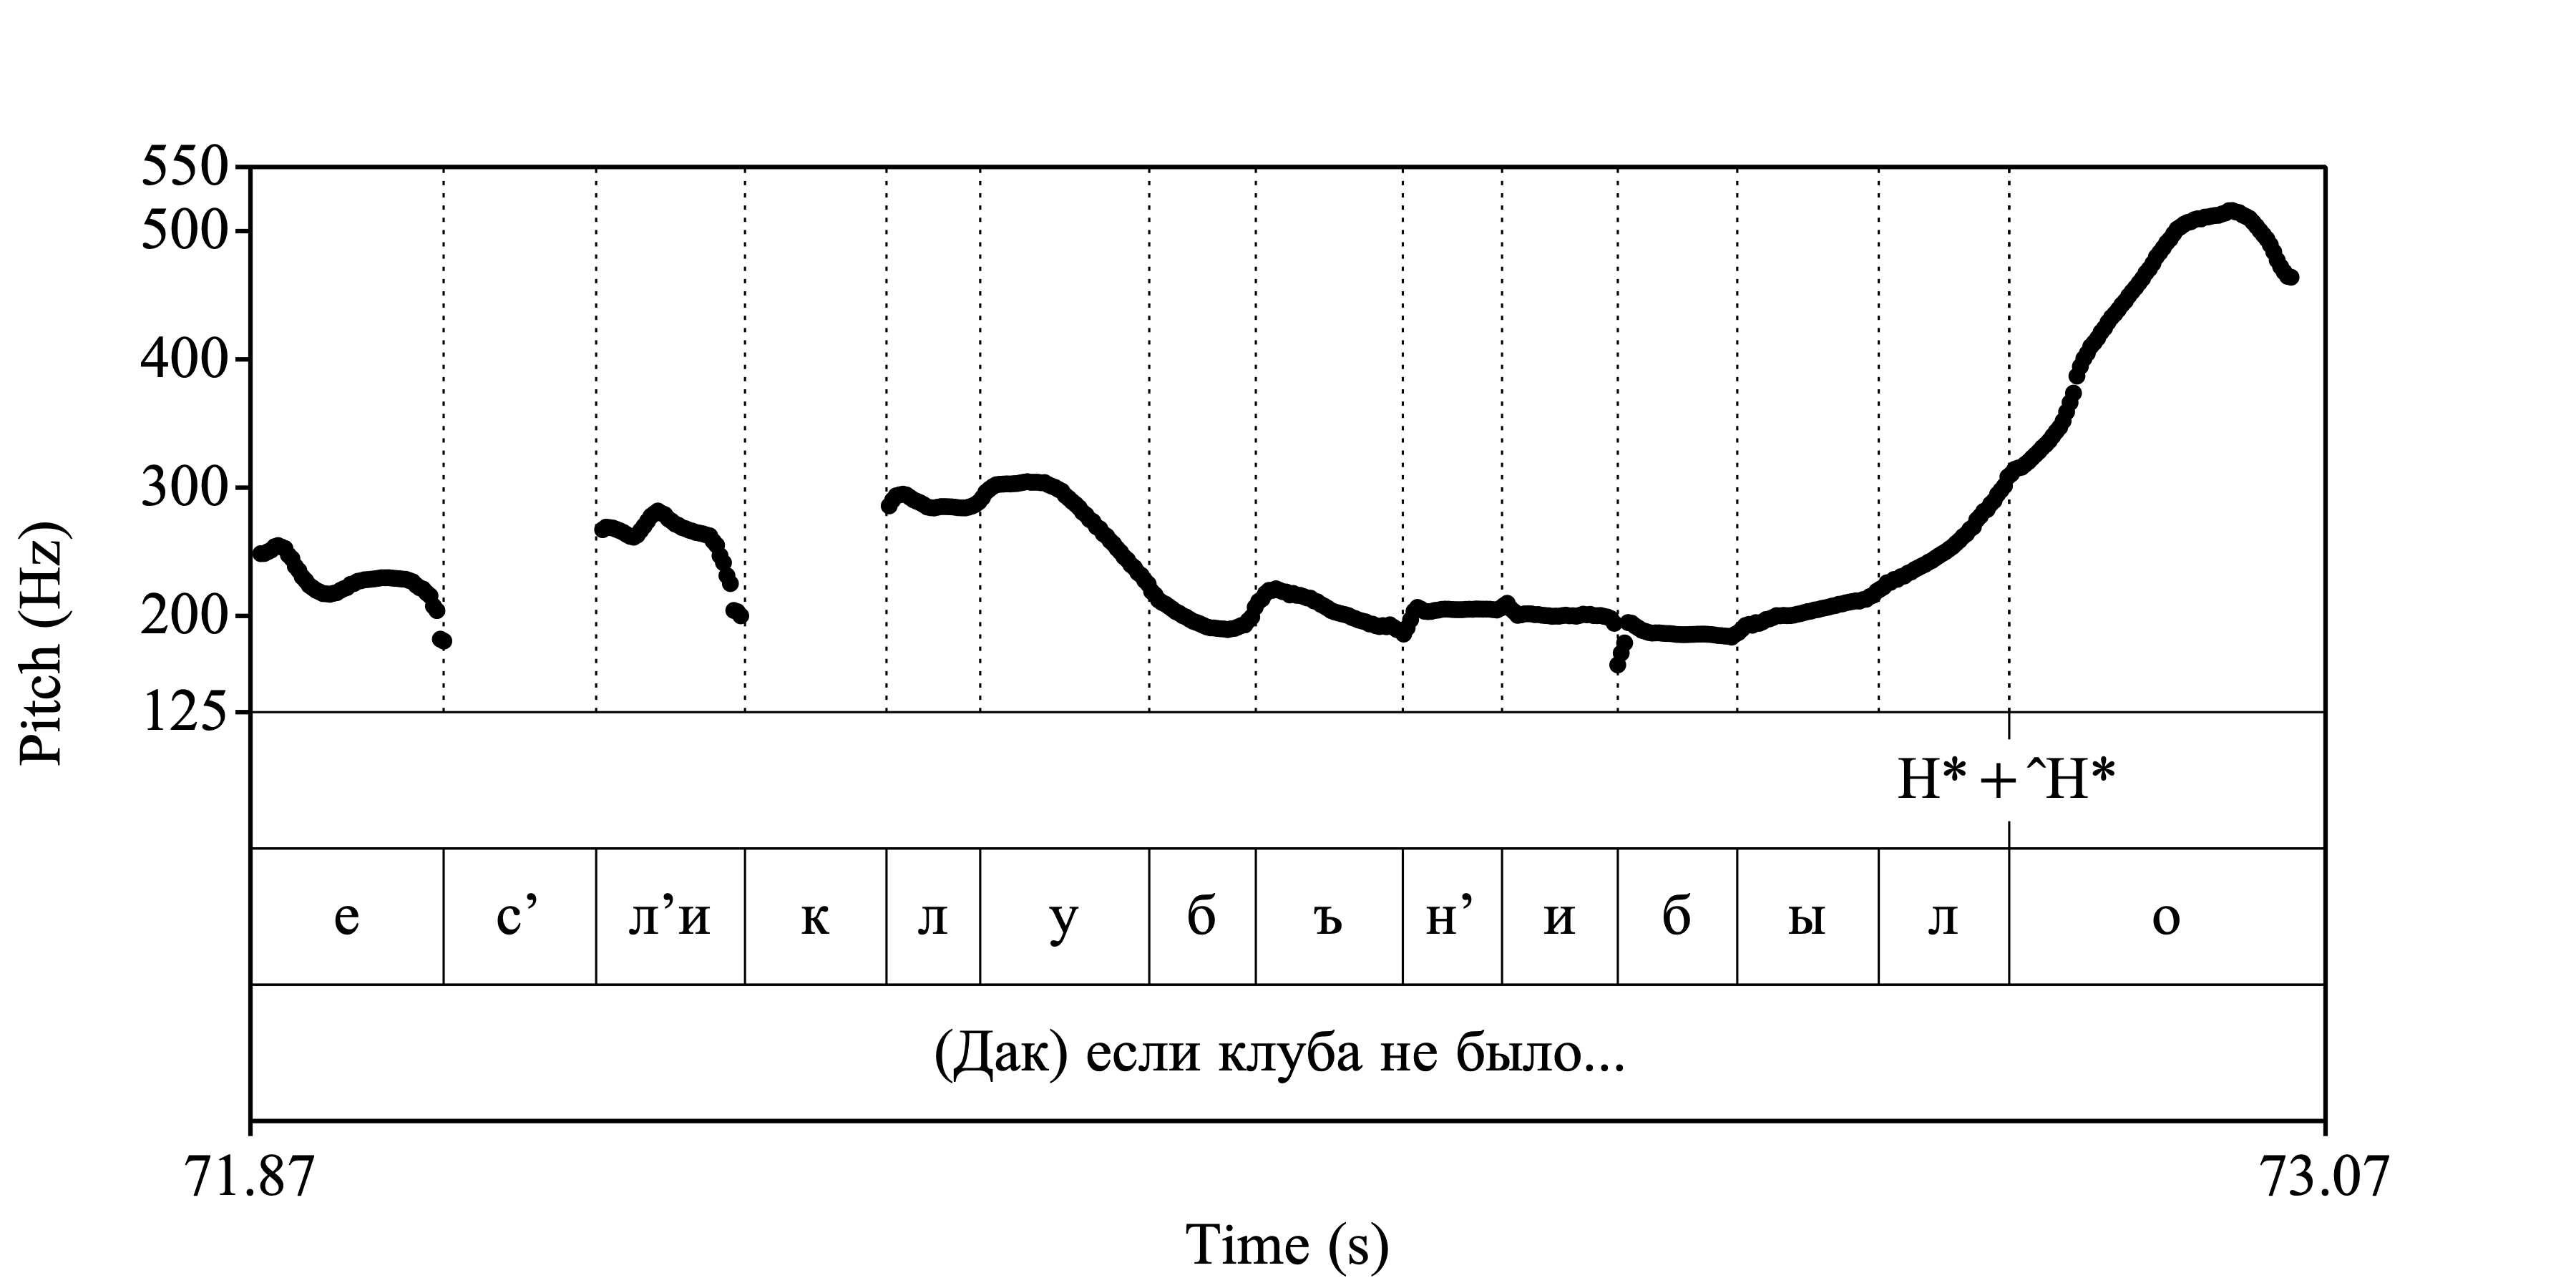 550
500
400
300
200
125
Pitch (Hz)
H* + ˆH*
е с’ л’и к л у б ъ н’ и б ы л о
(Дак) если клуба не было...
71.87 73.07
Time (s)